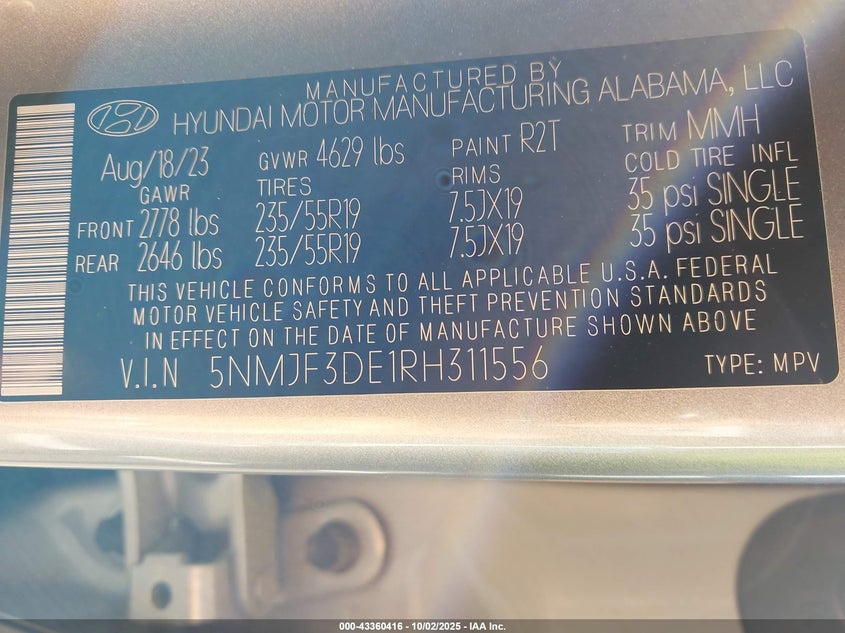 MANUFACTURED BY
HYUNDAI MOTOR MANUFACTURING ALABAMA, LLC
Aug/18/23 GVWR 4629 lbs PAINT R2T TRIM MMH
GAWR TIRES RIMS COLD TIRE INFL
FRONT 2778 lbs 235/55R19 7.5JX19 35 psi SINGLE
REAR 2646 lbs 235/55R19 7.5JX19 35 psi SINGLE
THIS VEHICLE CONFORMS TO ALL APPLICABLE U.S.A. FEDERAL
MOTOR VEHICLE SAFETY AND THEFT PREVENTION STANDARDS
IN EFFECT ON THE DATE OF MANUFACTURE SHOWN ABOVE
V.I.N 5NMJF3DE1RH311556 TYPE: MPV
000-43360416 - 10/02/2025 - IAA Inc.